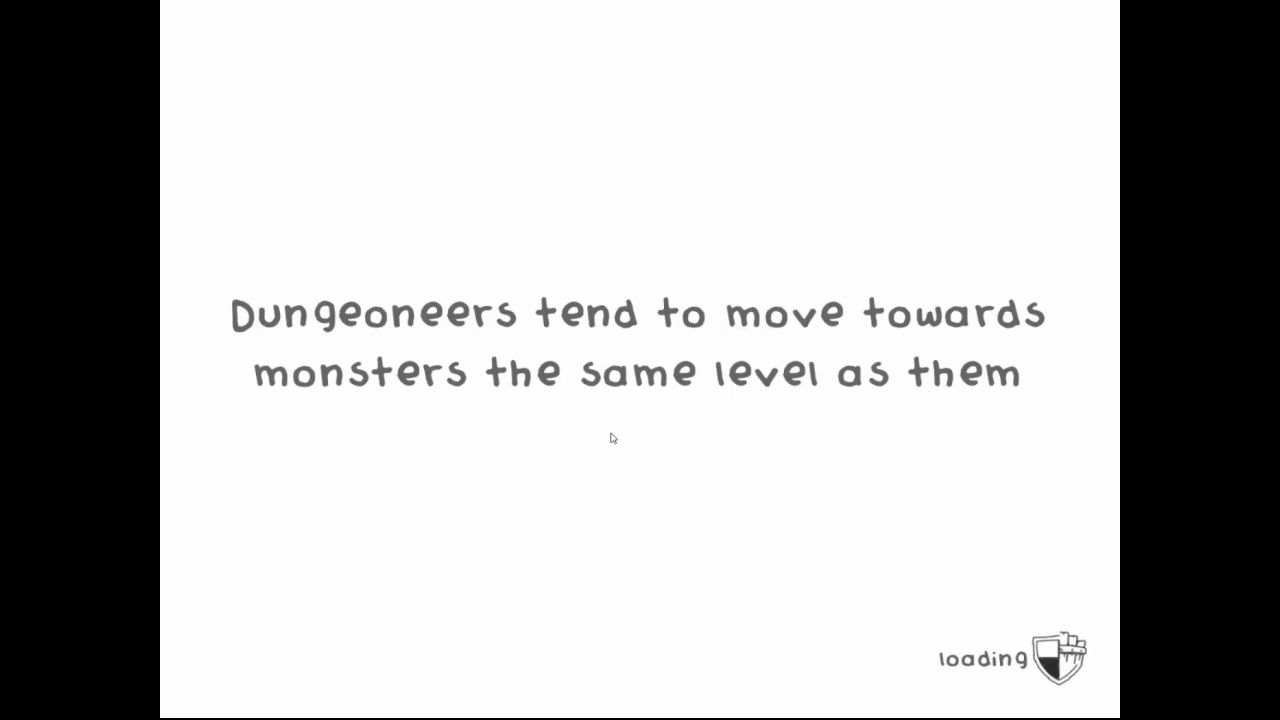 Dungeoneers tend to move towards
monsters the same level as them
loading